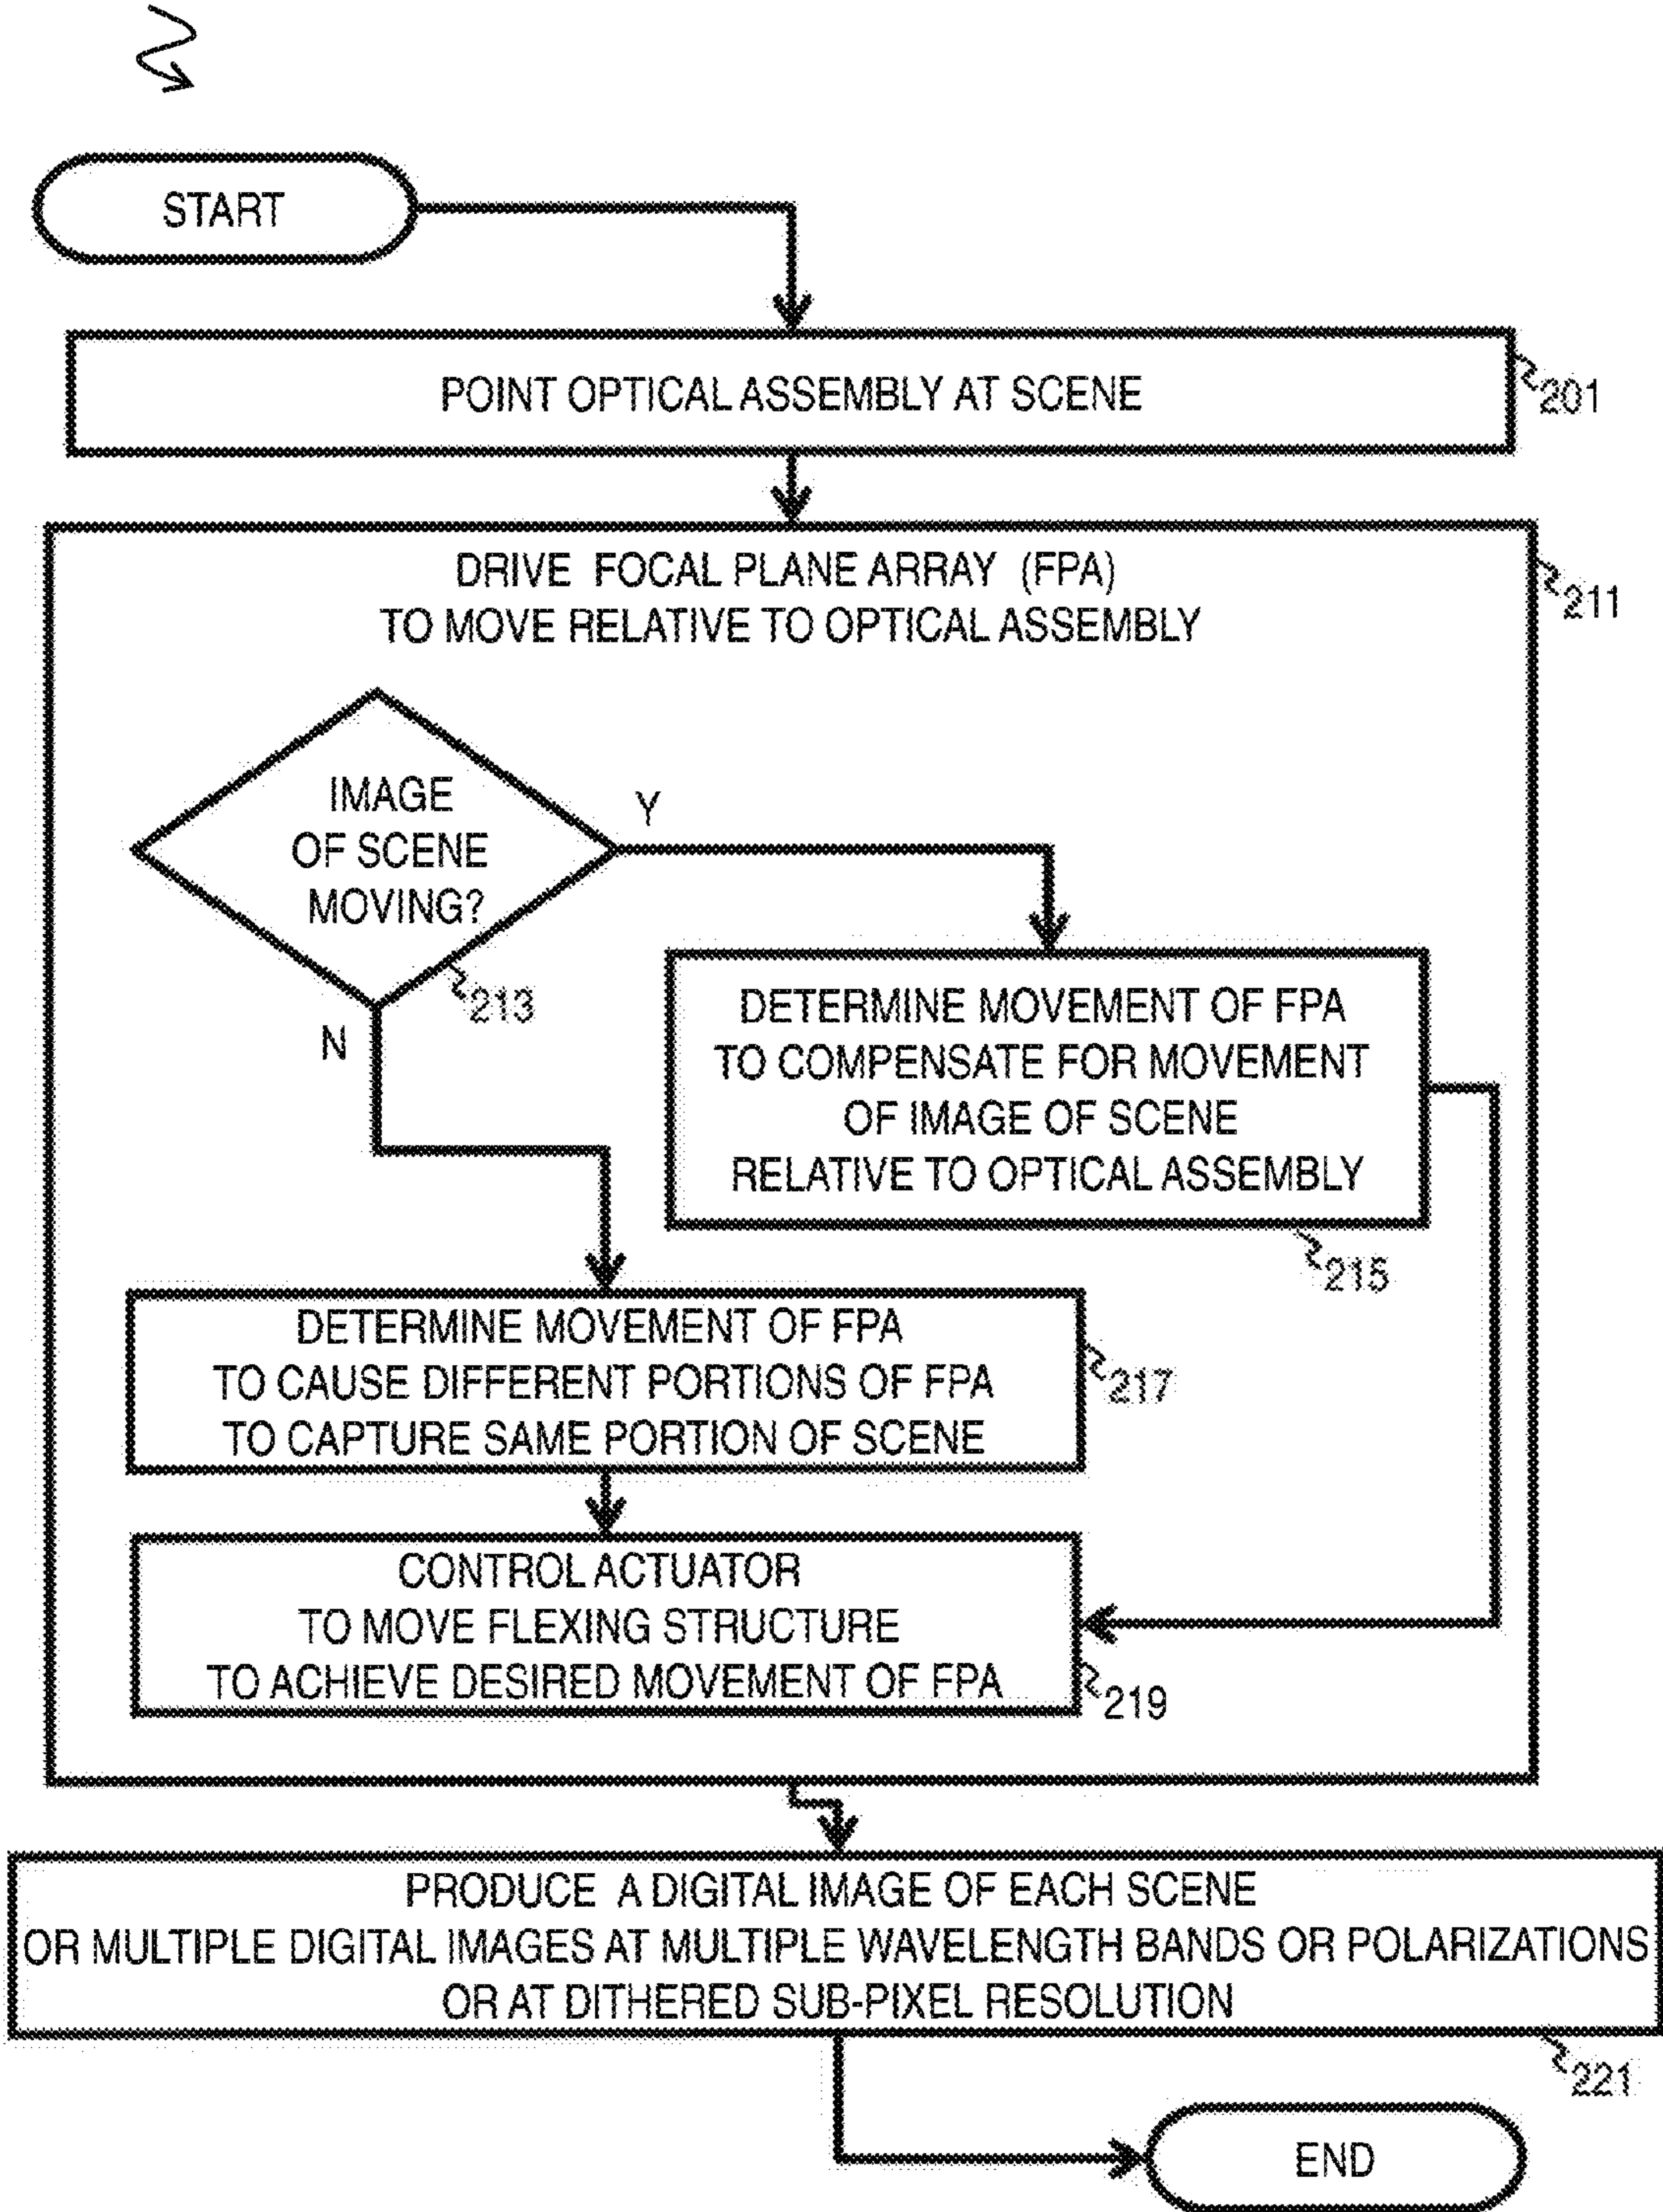 START
POINT OPTICAL ASSEMBLY AT SCENE
201
DRIVE FOCAL PLANE ARRAY (FPA)
TO MOVE RELATIVE TO OPTICAL ASSEMBLY
211
IMAGE
OF SCENE
MOVING?
213
Y
N
DETERMINE MOVEMENT OF FPA
TO COMPENSATE FOR MOVEMENT
OF IMAGE OF SCENE
RELATIVE TO OPTICAL ASSEMBLY
215
DETERMINE MOVEMENT OF FPA
TO CAUSE DIFFERENT PORTIONS OF FPA
TO CAPTURE SAME PORTION OF SCENE
217
CONTROL ACTUATOR
TO MOVE FLEXING STRUCTURE
TO ACHIEVE DESIRED MOVEMENT OF FPA
219
PRODUCE A DIGITAL IMAGE OF EACH SCENE
OR MULTIPLE DIGITAL IMAGES AT MULTIPLE WAVELENGTH BANDS OR POLARIZATIONS
OR AT DITHERED SUB-PIXEL RESOLUTION
221
END